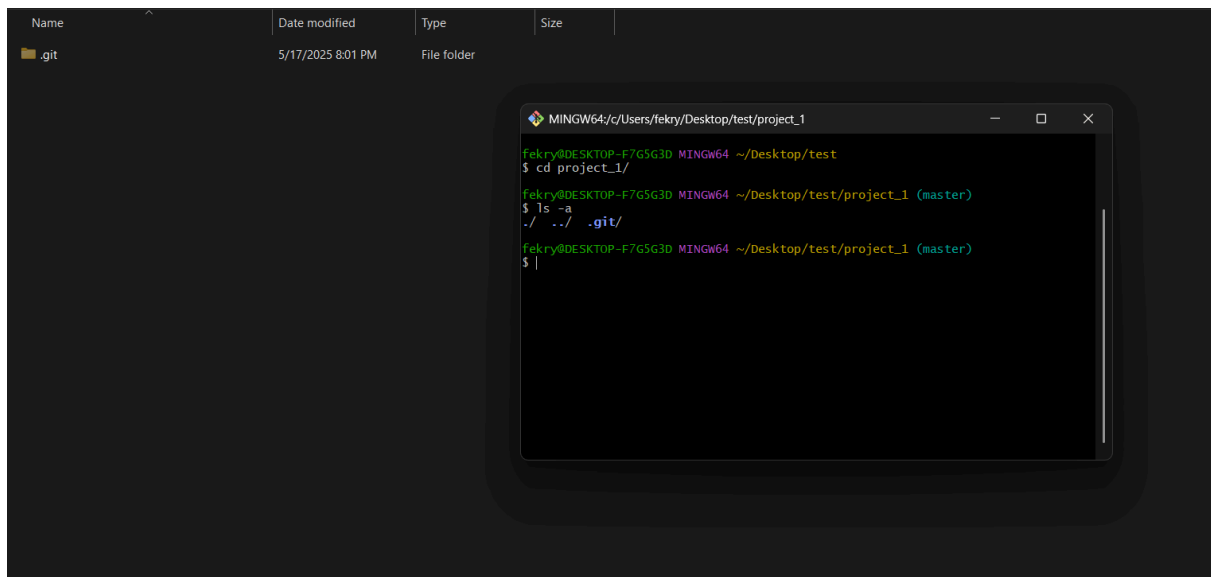 Name Date modified Type Size
.git 5/17/2025 8:01 PM File folder
MINGW64:/c/Users/fekry/Desktop/test/project_1
fekry@DESKTOP-F7G5G3D MINGW64 ~/Desktop/test
$ cd project_1/
fekry@DESKTOP-F7G5G3D MINGW64 ~/Desktop/test/project_1 (master)
$ ls -a
./ ../ .git/
fekry@DESKTOP-F7G5G3D MINGW64 ~/Desktop/test/project_1 (master)
$